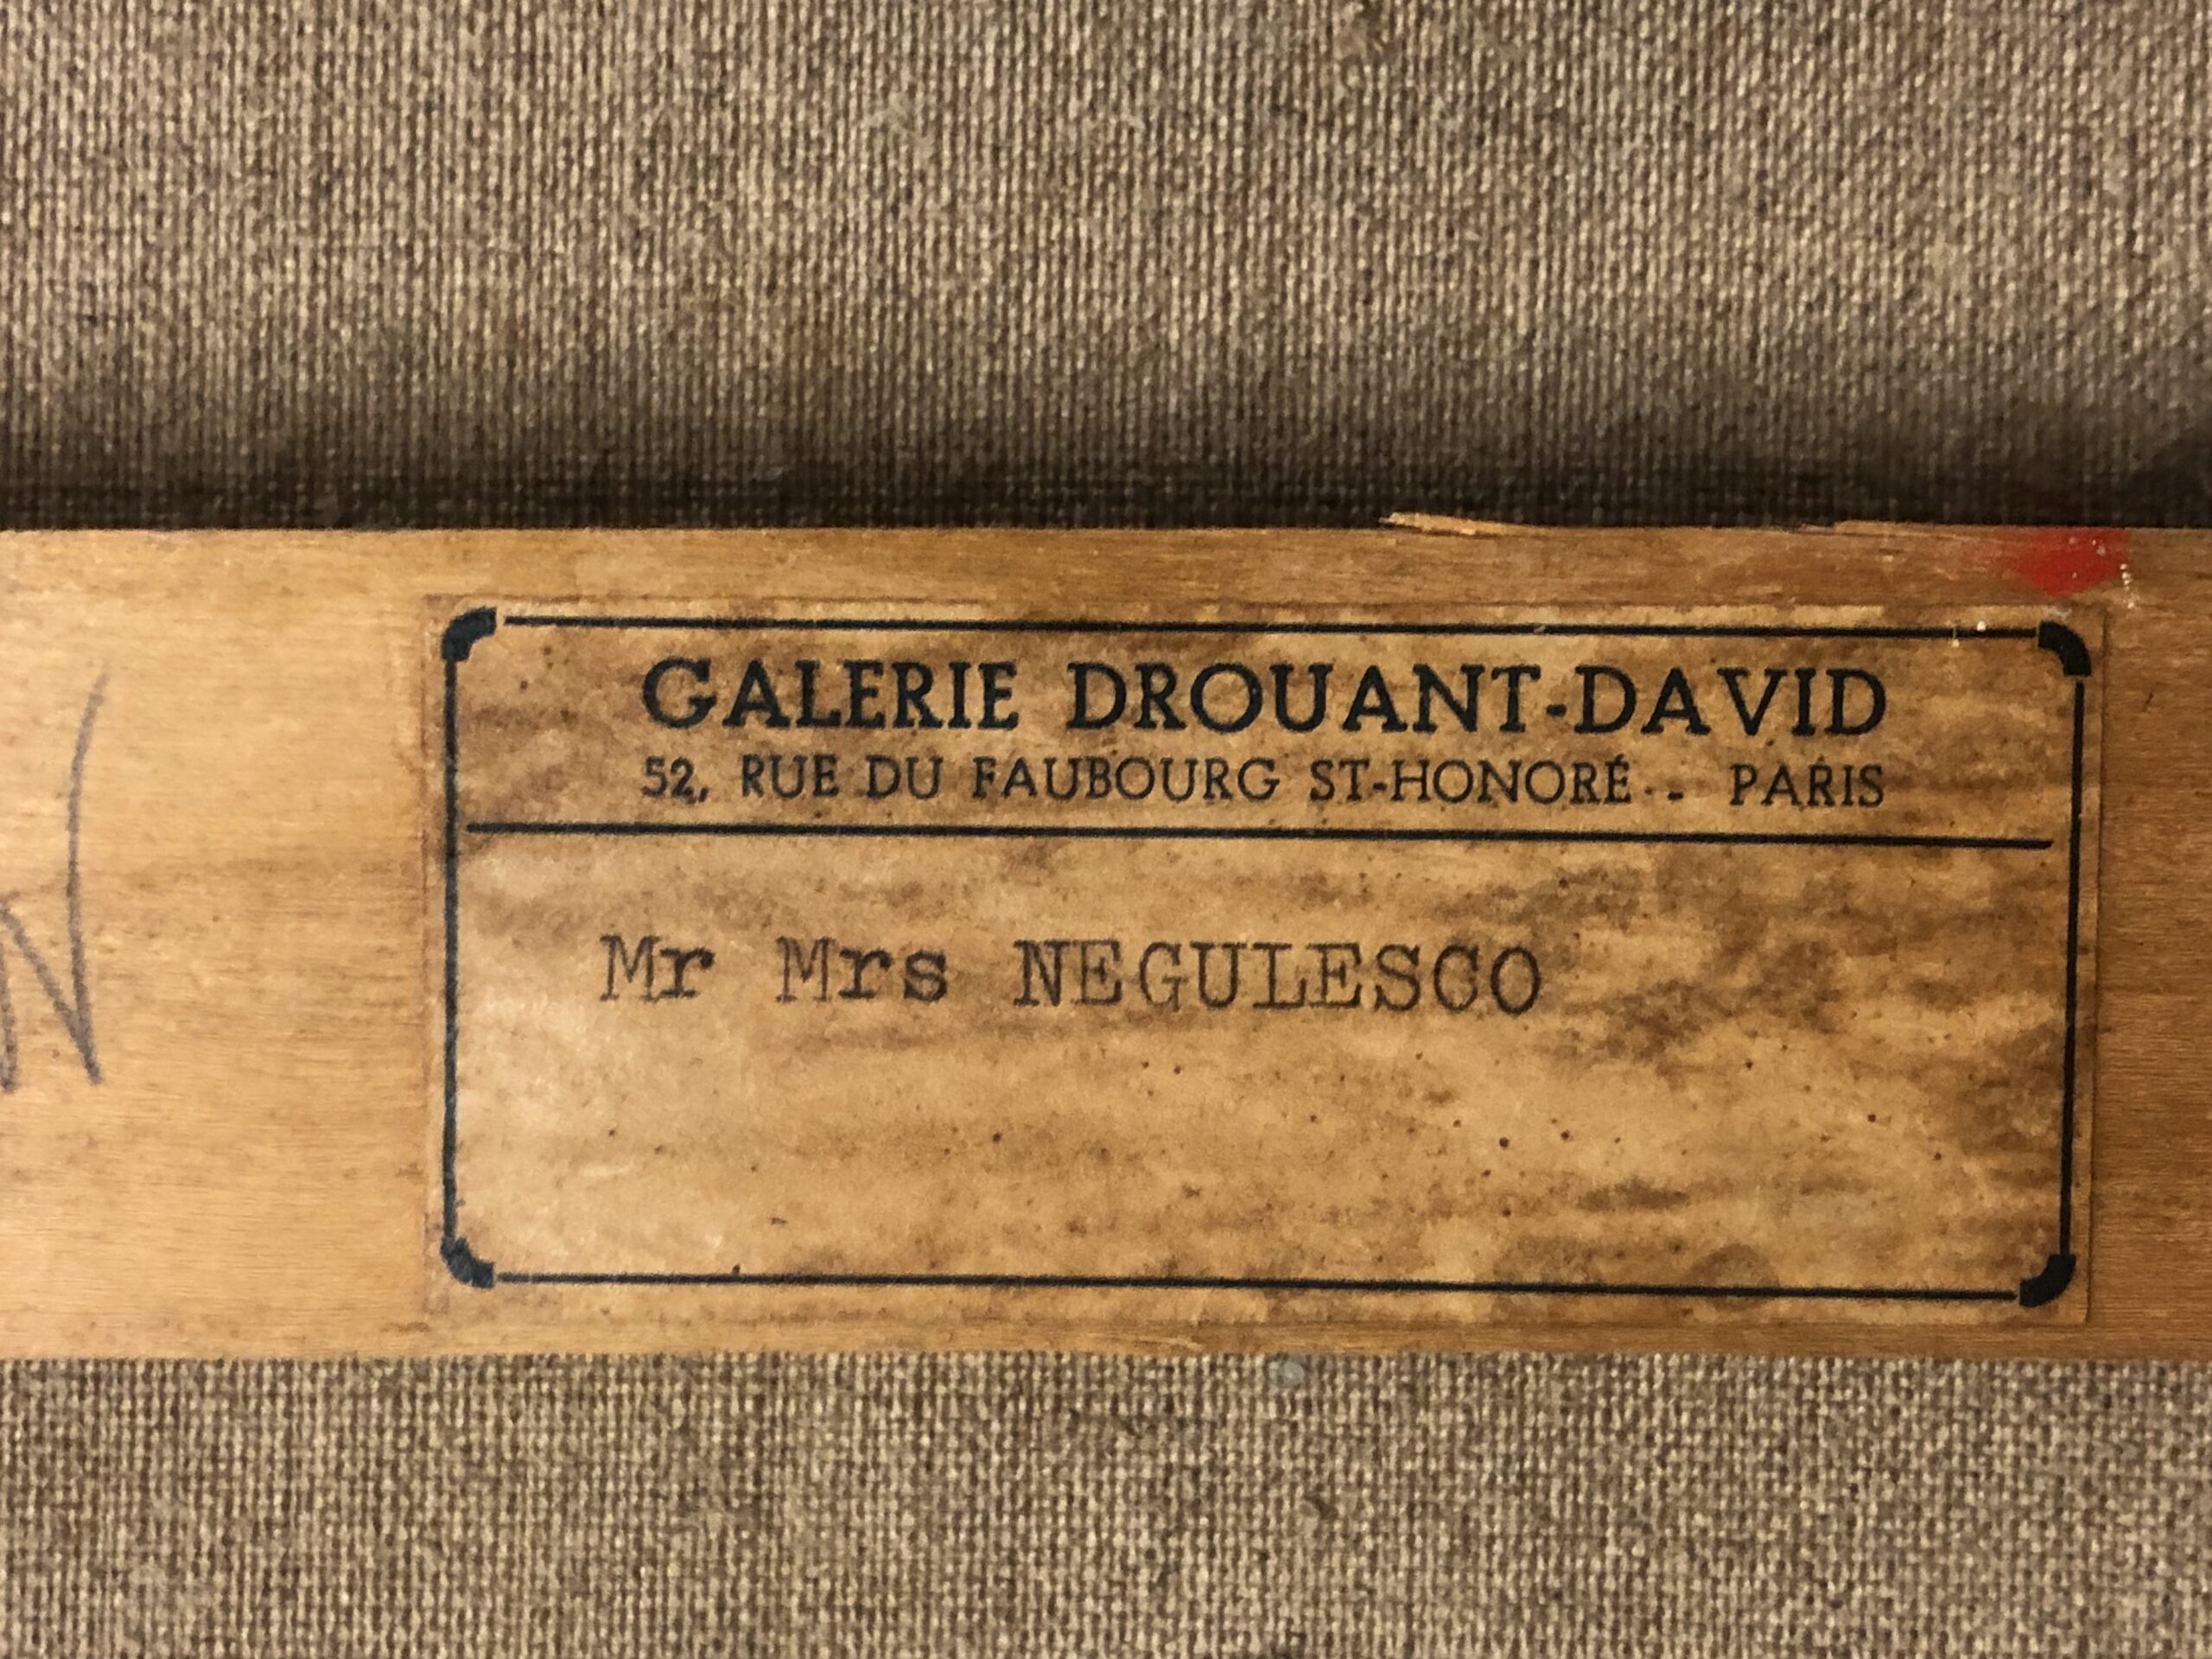 GALERIE DROUANT-DAVID
52, RUE DU FAUBOURG ST-HONORÉ - PARIS
Mr Mrs NEGULESCO